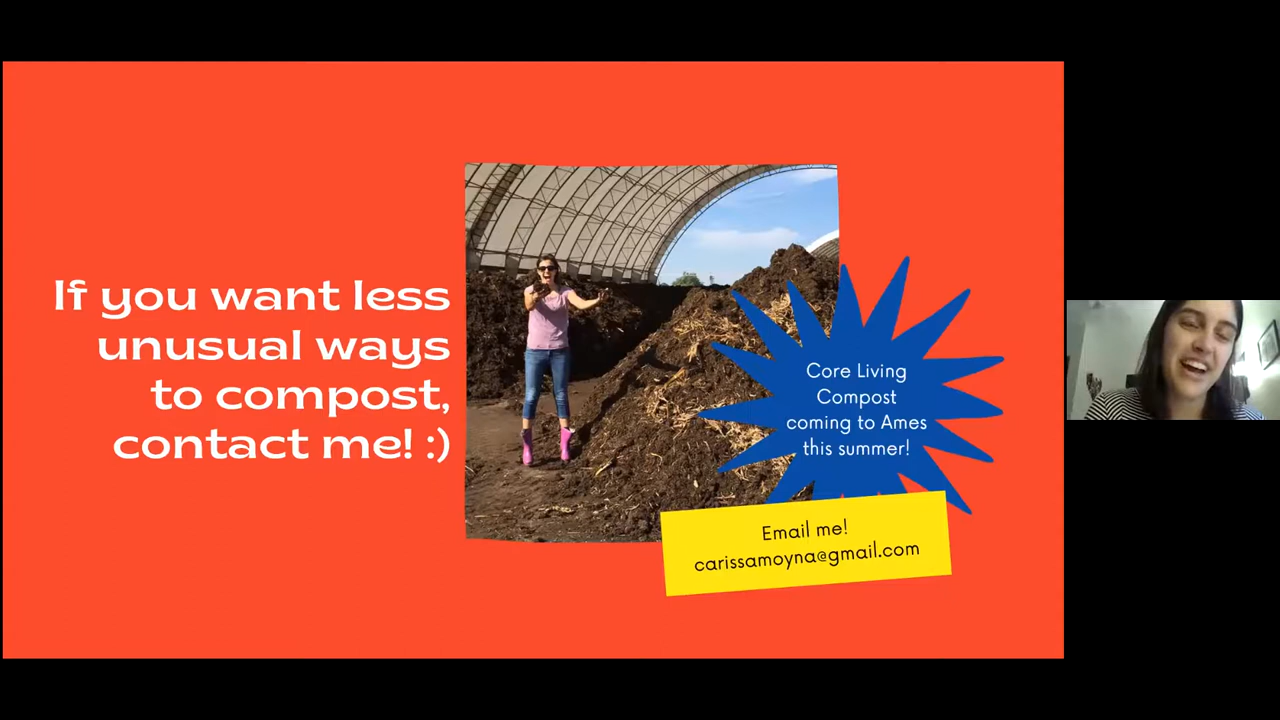 If you want less
unusual ways
to compost,
contact me! :)
Core Living
Compost
coming to Ames
this summer!
Email me!
carissamoyna@gmail.com